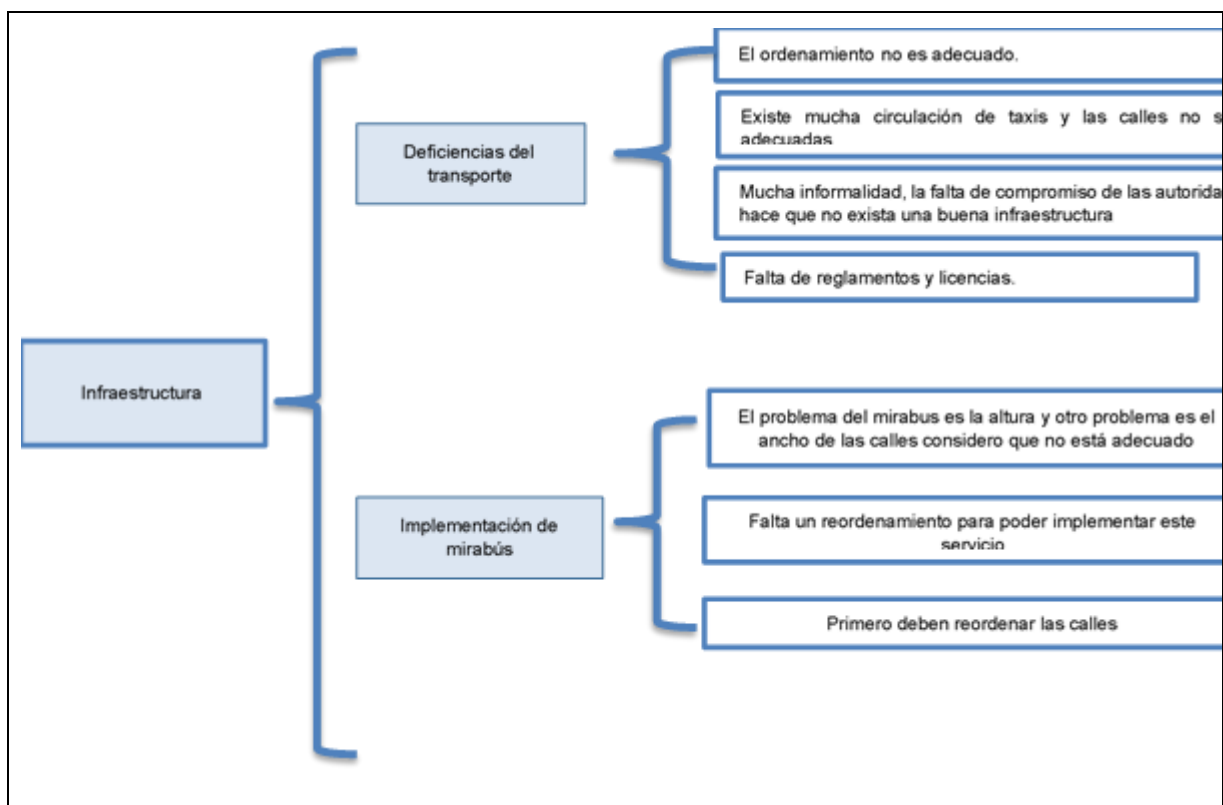 El ordenamiento no es adecuado.
Existe mucha circulación de taxis y las calles no
adecuadas
Deficiencias del
transporte
Mucha informalidad, la falta de compromiso de las
hace que no exista una buena infraestructura
Falta de reglamentos y licencias.
Infraestructura
El problema del mirabus es la altura y otro problema es el
ancho de las calles considero que no está adecuado
Implementación de
mirabús
Falta un reordenamiento para poder implementar este
servicio
Primero deben reordenar las calles